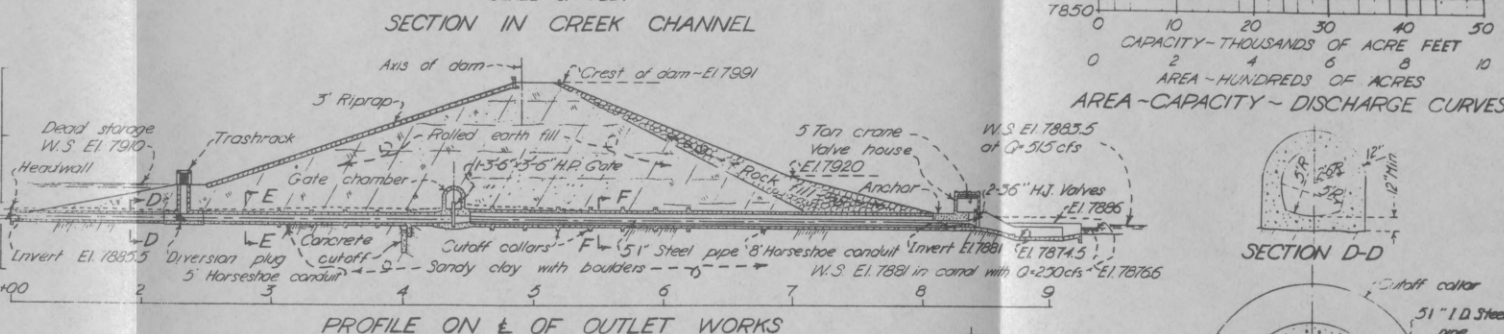 SECTION IN CREEK CHANNEL
7850
0 10 20 30 40 50
CAPACITY~THOUSANDS OF ACRE FEET
0 2 4 6 8 10
AREA~HUNDREDS OF ACRES
AREA~CAPACITY~DISCHARGE CURVES
Axis of dam
Crest of dam~El.7991
3' Riprap
Dead storage
W.S El. 7910
Trashrack
Rolled earth fill
5 Ton crane
Valve house
W.S El.7883.5
at Q=515 cfs
Headwall
Gate chamber
1-3'-6"x3'-6" H.P. Gate
El.7920
Rock
fill
Anchor
2-36" H.J. Valves
El.7886
D
E
F
D
E
F
Invert El. 7885.5
Diversion plug
Concrete
cutoff
Cutoff collars
51" Steel pipe
8' Horseshoe conduit
Invert El.7881
El.7874.5
5' Horseshoe conduit
Sandy clay with boulders
W.S El. 7881 in canal with Q=250 cfs
El.7876.6
+00 2 3 4 5 6 7 8 9
PROFILE ON ℄ OF OUTLET WORKS
5'R
5'R
12"
12" Min.
SECTION D-D
Cutoff collar
51" I.D. Steel
pipe